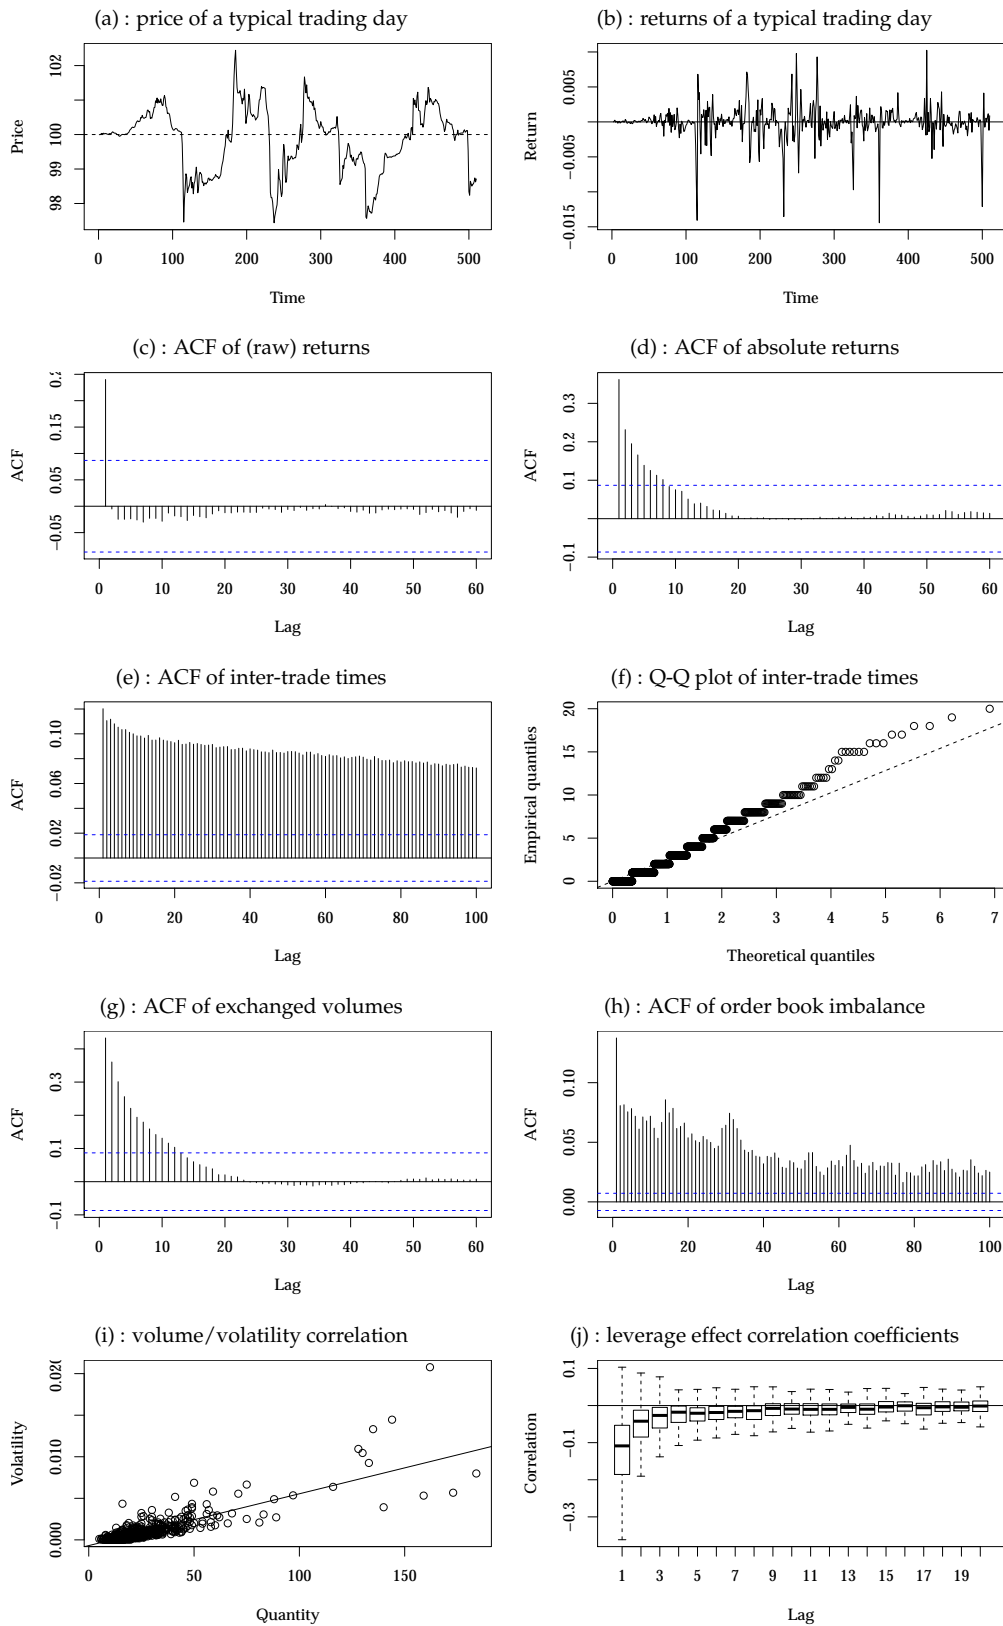 (a) : price of a typical trading day
Price
98 99 100 102
0 100 200 300 400 500
Time
(b) : returns of a typical trading day
Return
−0.015 −0.005 0.005
0 100 200 300 400 500
Time
(c) : ACF of (raw) returns
ACF
−0.05 0.05 0.15
0 10 20 30 40 50 60
Lag
(d) : ACF of absolute returns
ACF
−0.1 0.1 0.2 0.3
0 10 20 30 40 50 60
Lag
(e) : ACF of inter-trade times
ACF
−0.02 0.02 0.06 0.10
0 20 40 60 80 100
Lag
(f) : Q-Q plot of inter-trade times
Empirical quantiles
0 5 10 15 20
0 1 2 3 4 5 6 7
Theoretical quantiles
(g) : ACF of exchanged volumes
ACF
−0.1 0.1 0.3
0 10 20 30 40 50 60
Lag
(h) : ACF of order book imbalance
ACF
0.00 0.05 0.10
0 20 40 60 80 100
Lag
(i) : volume/volatility correlation
Volatility
0.000 0.010
0 50 100 150
Quantity
(j) : leverage effect correlation coefficients
Correlation
−0.3 −0.1 0.1
1 3 5 7 9 11 13 15 17 19
Lag